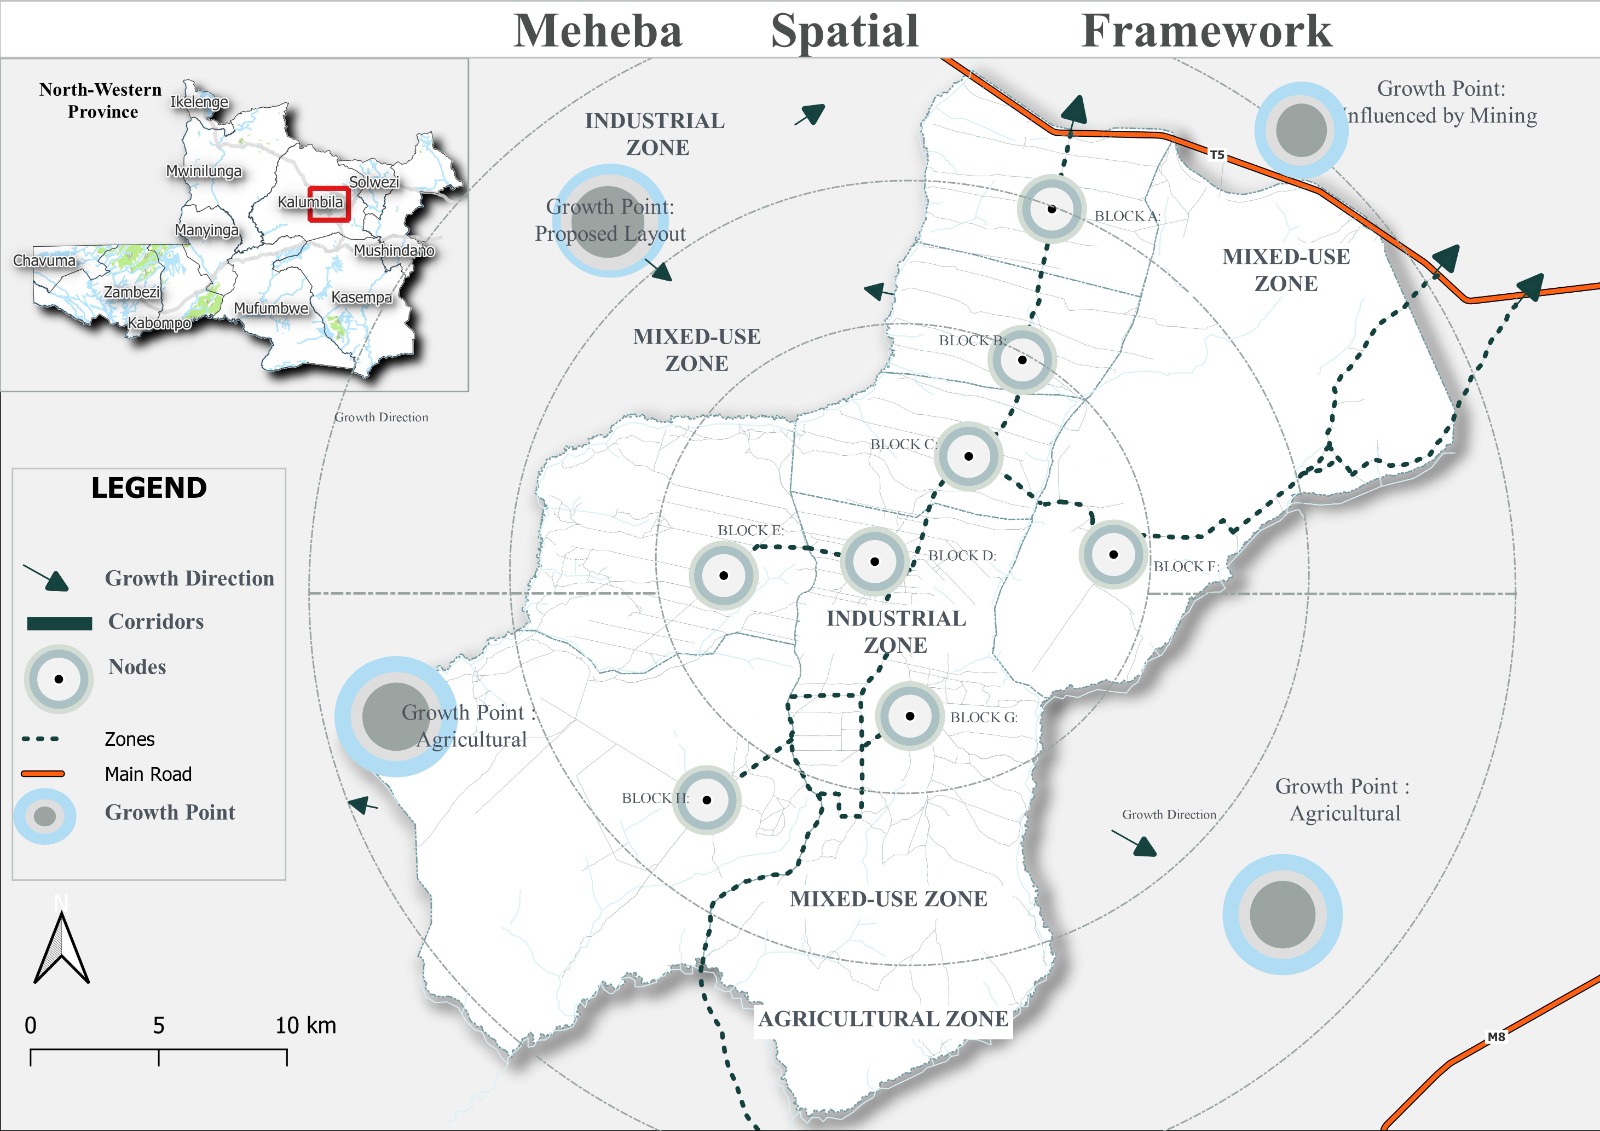 Meheba Spatial Framework
North-Western
Province
Ikelenge
Mwinilunga
Solwezi
Kalumbila
Manyinga
Mushindano
Chavuma
Zambezi
Kasempa
Mufumbwe
Kabompo
Growth Direction
LEGEND
Growth Direction
Corridors
Nodes
Zones
Main Road
Growth Point
N
0 5 10 km
INDUSTRIAL
ZONE
Growth Point:
Proposed Layout
MIXED-USE
ZONE
Growth Point:
Influenced by Mining
T5
BLOCK A:
MIXED-USE
ZONE
BLOCK B:
BLOCK C:
BLOCK E:
BLOCK D:
BLOCK F:
INDUSTRIAL
ZONE
Growth Point :
Agricultural
BLOCK G:
BLOCK H:
Growth Point :
Agricultural
Growth Direction
MIXED-USE ZONE
AGRICULTURAL ZONE
M8